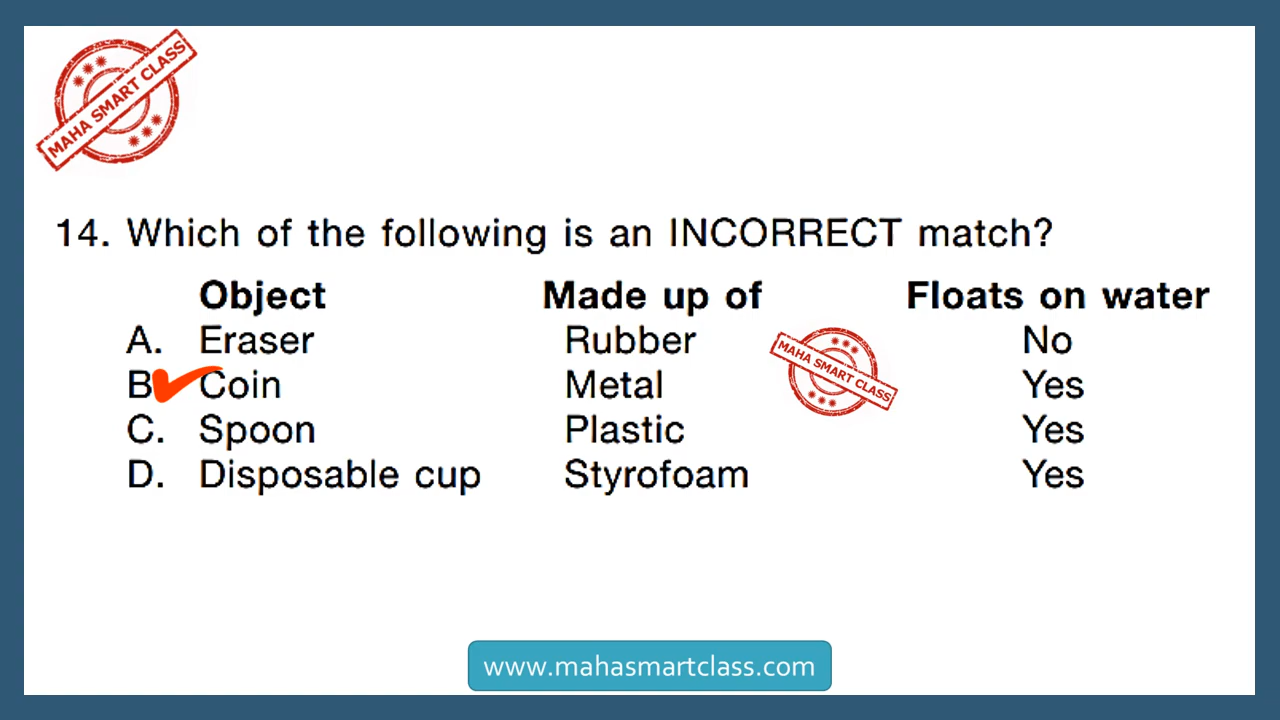 MAHA SMART CLASS
14. Which of the following is an INCORRECT match?
Object Made up of Floats on water
A. Eraser Rubber No
B Coin Metal Yes
C. Spoon Plastic Yes
D. Disposable cup Styrofoam Yes
MAHA SMART CLASS
www.mahasmartclass.com